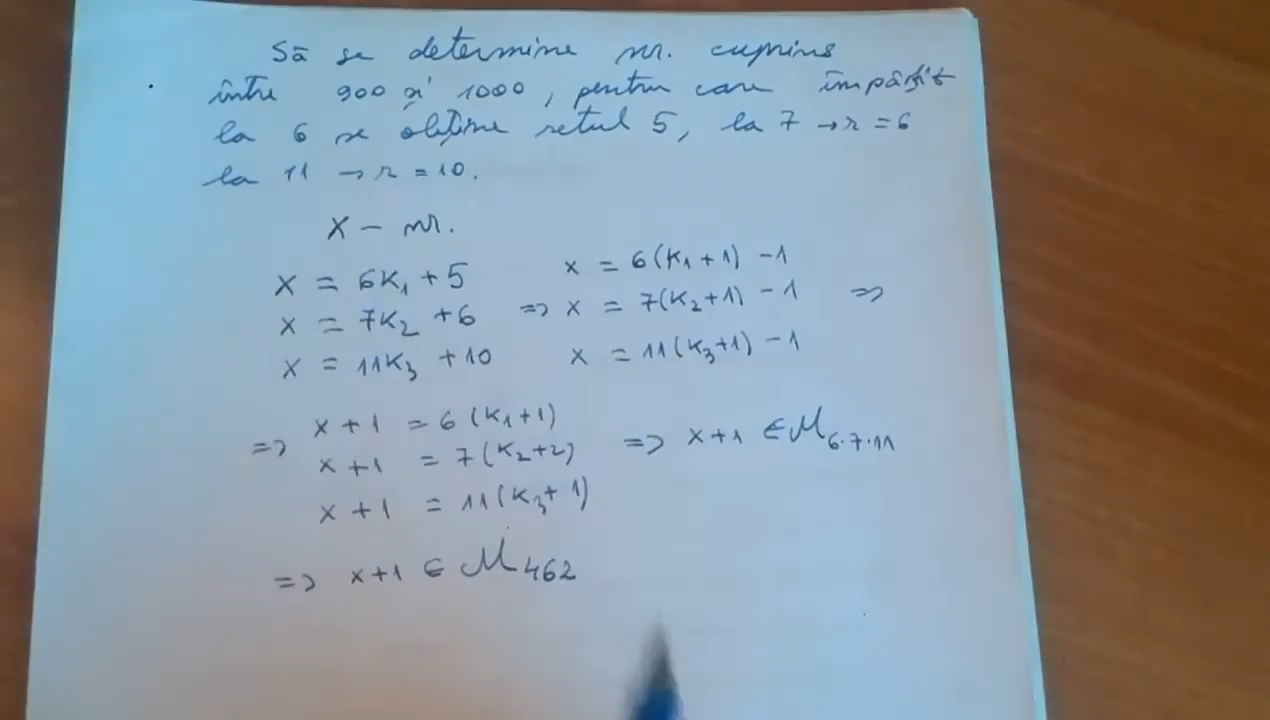 Să se determine nr. cuprins
între 900 și 1000, pentru care împărțit
la 6 se obține restul 5, la 7 → r = 6
la 11 → r = 10.
x – nr.
x = 6k₁ + 5 x = 6(k₁ + 1) - 1
x = 7k₂ + 6 => x = 7(k₂+1) - 1 =>
x = 11k₃ + 10 x = 11(k₃+1) - 1
=> x + 1 = 6 (k₁+1)
x + 1 = 7(k₂+2) => x+1 ∈ M₆.₇.₁₁
x + 1 = 11(k₃+1)
=> x+1 ∈ M₄₆₂